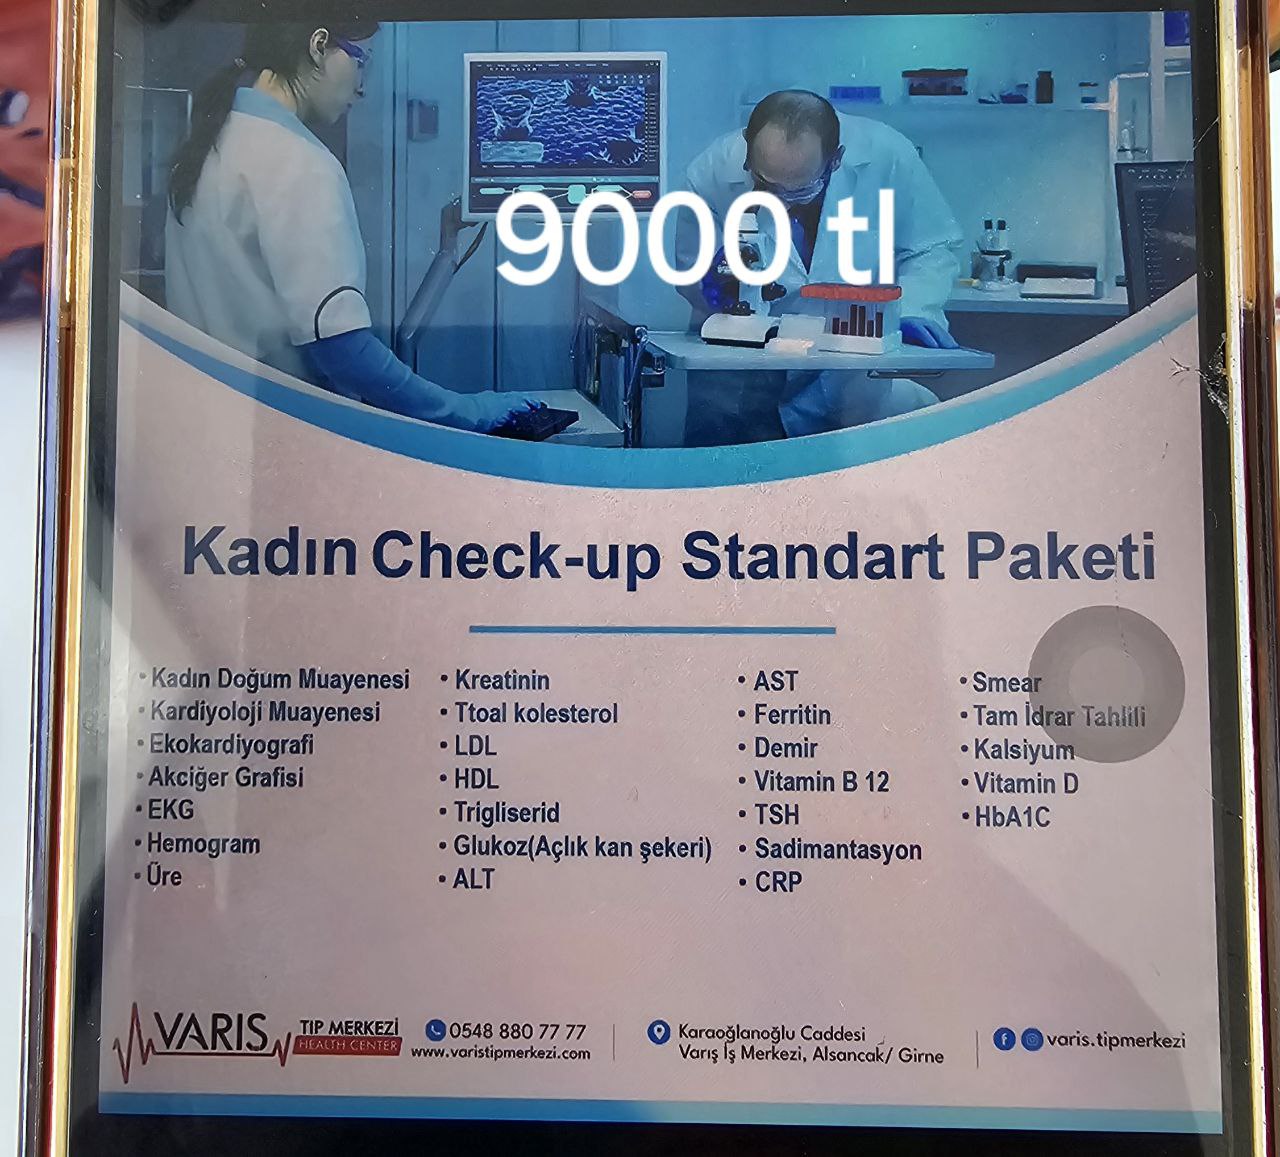 9000 tl
Kadın Check-up Standart Paketi
• Kadın Doğum Muayenesi
• Kardiyoloji Muayenesi
• Ekokardiyografi
• Akciğer Grafisi
• EKG
• Hemogram
• Üre
• Kreatinin
• Ttoal kolesterol
• LDL
• HDL
• Trigliserid
• Glukoz(Açlık kan şekeri)
• ALT
• AST
• Ferritin
• Demir
• Vitamin B 12
• TSH
• Sadimantasyon
• CRP
• Smear
• Tam İdrar Tahlili
• Kalsiyum
• Vitamin D
• HbA1C
VARIS
TIP MERKEZİ
HEALTH CENTER
0548 880 77 77
www.varistipmerkezi.com
Karaoğlanoğlu Caddesi
Varış İş Merkezi, Alsancak/ Girne
varis.tipmerkezi